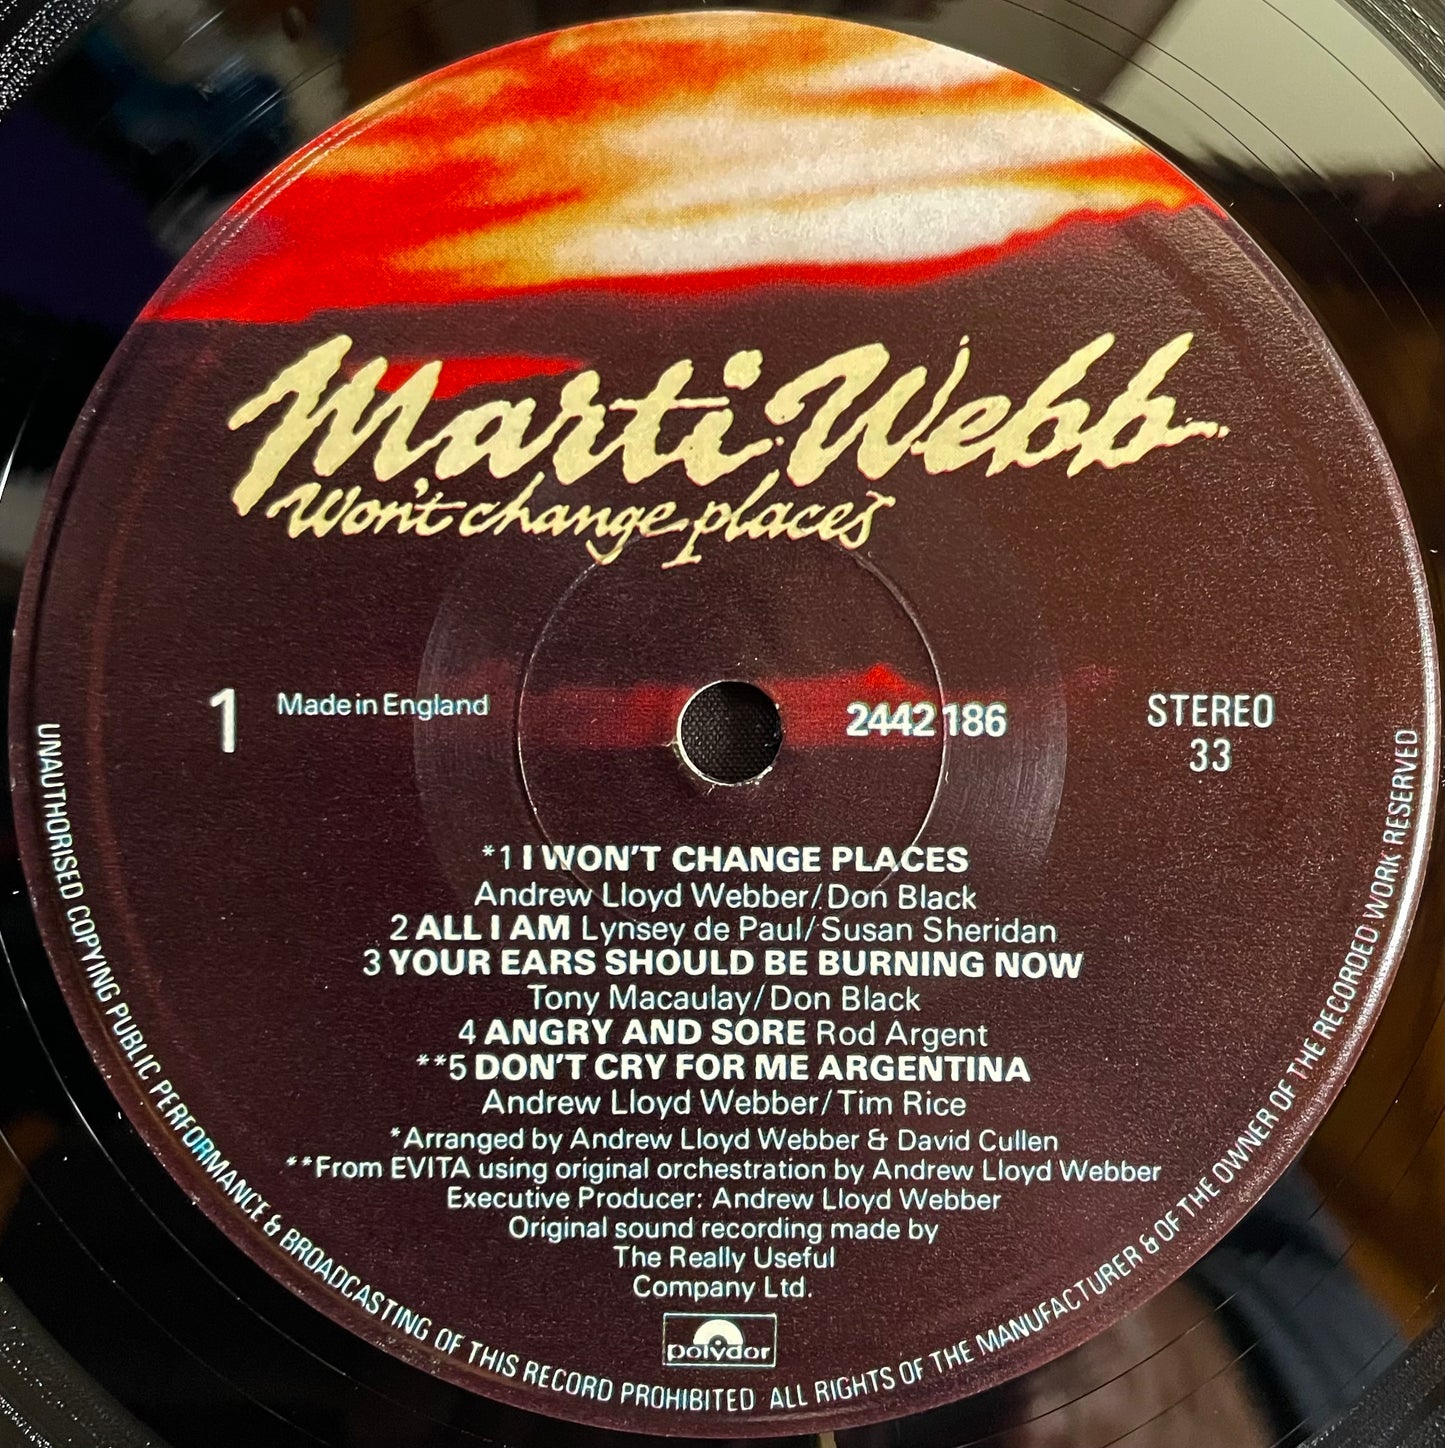 Marti Webb
Won't change places
1 Made in England 2442 186 STEREO
33
*1 I WON'T CHANGE PLACES
Andrew Lloyd Webber/Don Black
2 ALL I AM Lynsey de Paul/Susan Sheridan
3 YOUR EARS SHOULD BE BURNING NOW
Tony Macaulay/Don Black
4 ANGRY AND SORE Rod Argent
**5 DON'T CRY FOR ME ARGENTINA
Andrew Lloyd Webber/Tim Rice
*Arranged by Andrew Lloyd Webber & David Cullen
**From EVITA using original orchestration by Andrew Lloyd Webber
Executive Producer: Andrew Lloyd Webber
Original sound recording made by
The Really Useful
Company Ltd.
polydor
UNAUTHORISED COPYING PUBLIC PERFORMANCE & BROADCASTING OF THIS RECORD PROHIBITED ALL RIGHTS OF THE MANUFACTURER & OF THE OWNER OF THE RECORDED WORK RESERVED